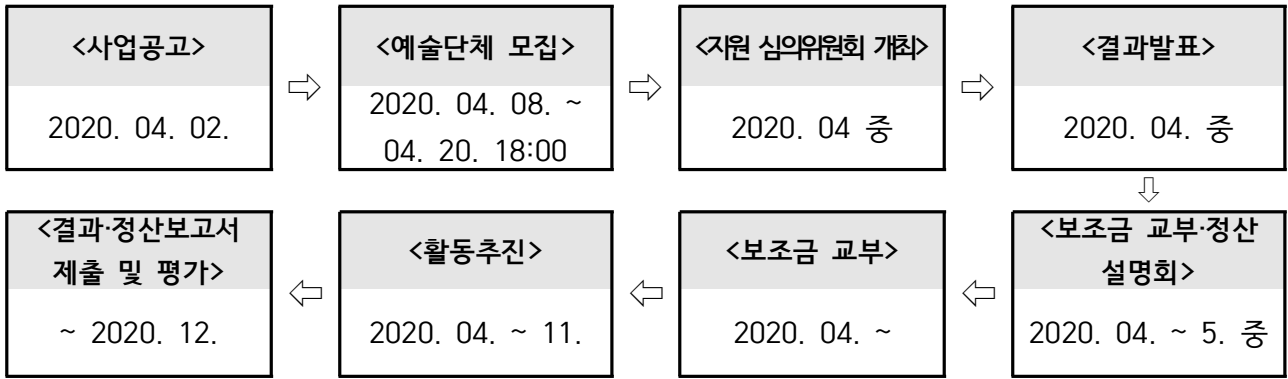 <사업공고>
2020. 04. 02.
<예술단체 모집>
2020. 04. 08. ~
04. 20. 18:00
<지원 심의위원회 개최>
2020. 04 중
<결과발표>
2020. 04. 중
<보조금 교부·정산
설명회>
2020. 04. ~ 5. 중
<보조금 교부>
2020. 04. ~
<활동추진>
2020. 04. ~ 11.
<결과·정산보고서
제출 및 평가>
~ 2020. 12.